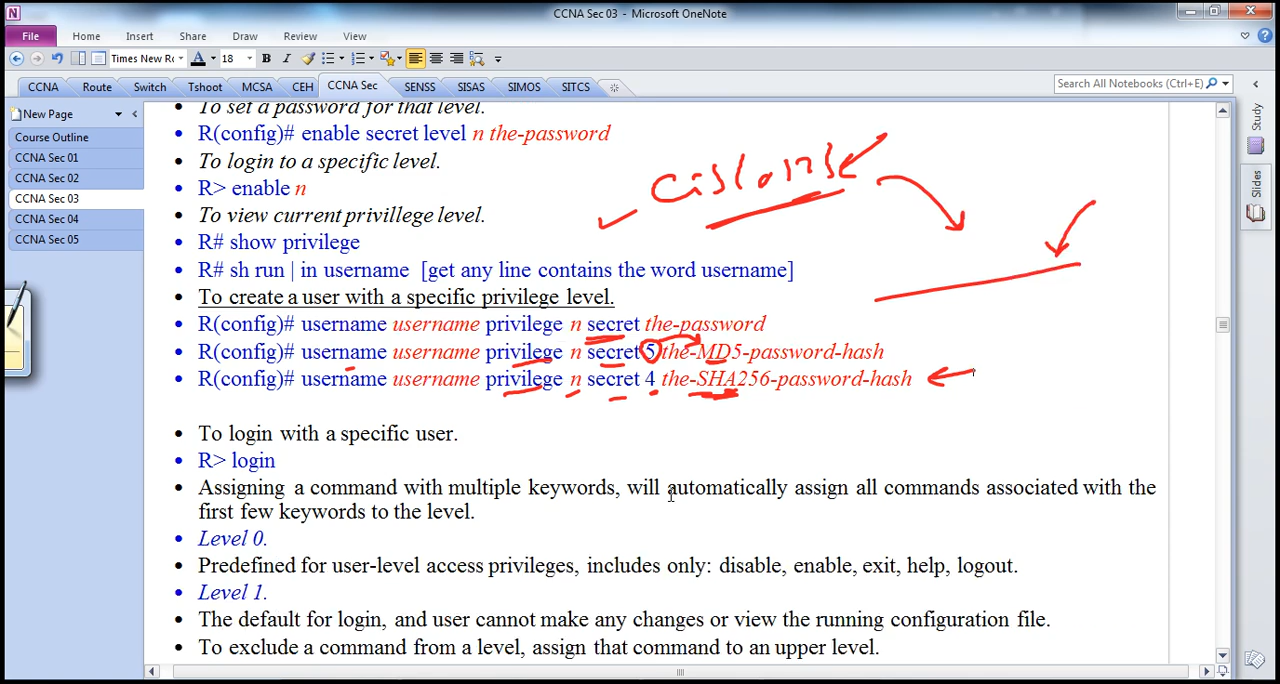 CCNA Sec 03 - Microsoft OneNote
File Home Insert Share Draw Review View
Times New Ro 18 B I
CCNA Route Switch Tshoot MCSA CEH CCNA Sec SENSS SISAS SIMOS SITCS
Search All Notebooks (Ctrl+E)
New Page
Course Outline
CCNA Sec 01
CCNA Sec 02
CCNA Sec 03
CCNA Sec 04
CCNA Sec 05
• To set a password for that level.
• R(config)# enable secret level n the-password
• To login to a specific level.
• R> enable n
• To view current privillege level.
• R# show privilege
• R# sh run | in username [get any line contains the word username]
• To create a user with a specific privilege level.
• R(config)# username username privilege n secret the-password
• R(config)# username username privilege n secret 5 the-MD5-password-hash
• R(config)# username username privilege n secret 4 the-SHA256-password-hash
• To login with a specific user.
• R> login
• Assigning a command with multiple keywords, will automatically assign all commands associated with the
first few keywords to the level.
• Level 0.
• Predefined for user-level access privileges, includes only: disable, enable, exit, help, logout.
• Level 1.
• The default for login, and user cannot make any changes or view the running configuration file.
• To exclude a command from a level, assign that command to an upper level.
Study
Slides